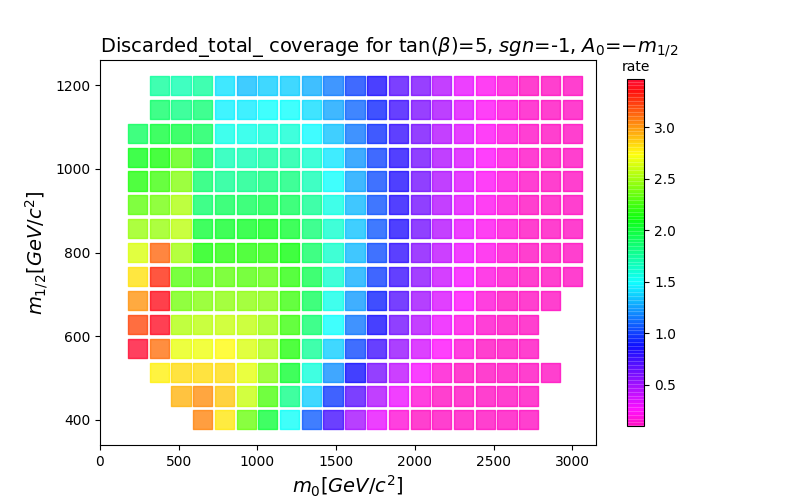 Discarded_total_ coverage for tan(β)=5, sgn=-1, A₀=−m₁/₂
rate
1200
1000
800
600
400
3.0
2.5
2.0
1.5
1.0
0.5
m₁/₂[GeV/c²]
0 500 1000 1500 2000 2500 3000
m₀[GeV/c²]